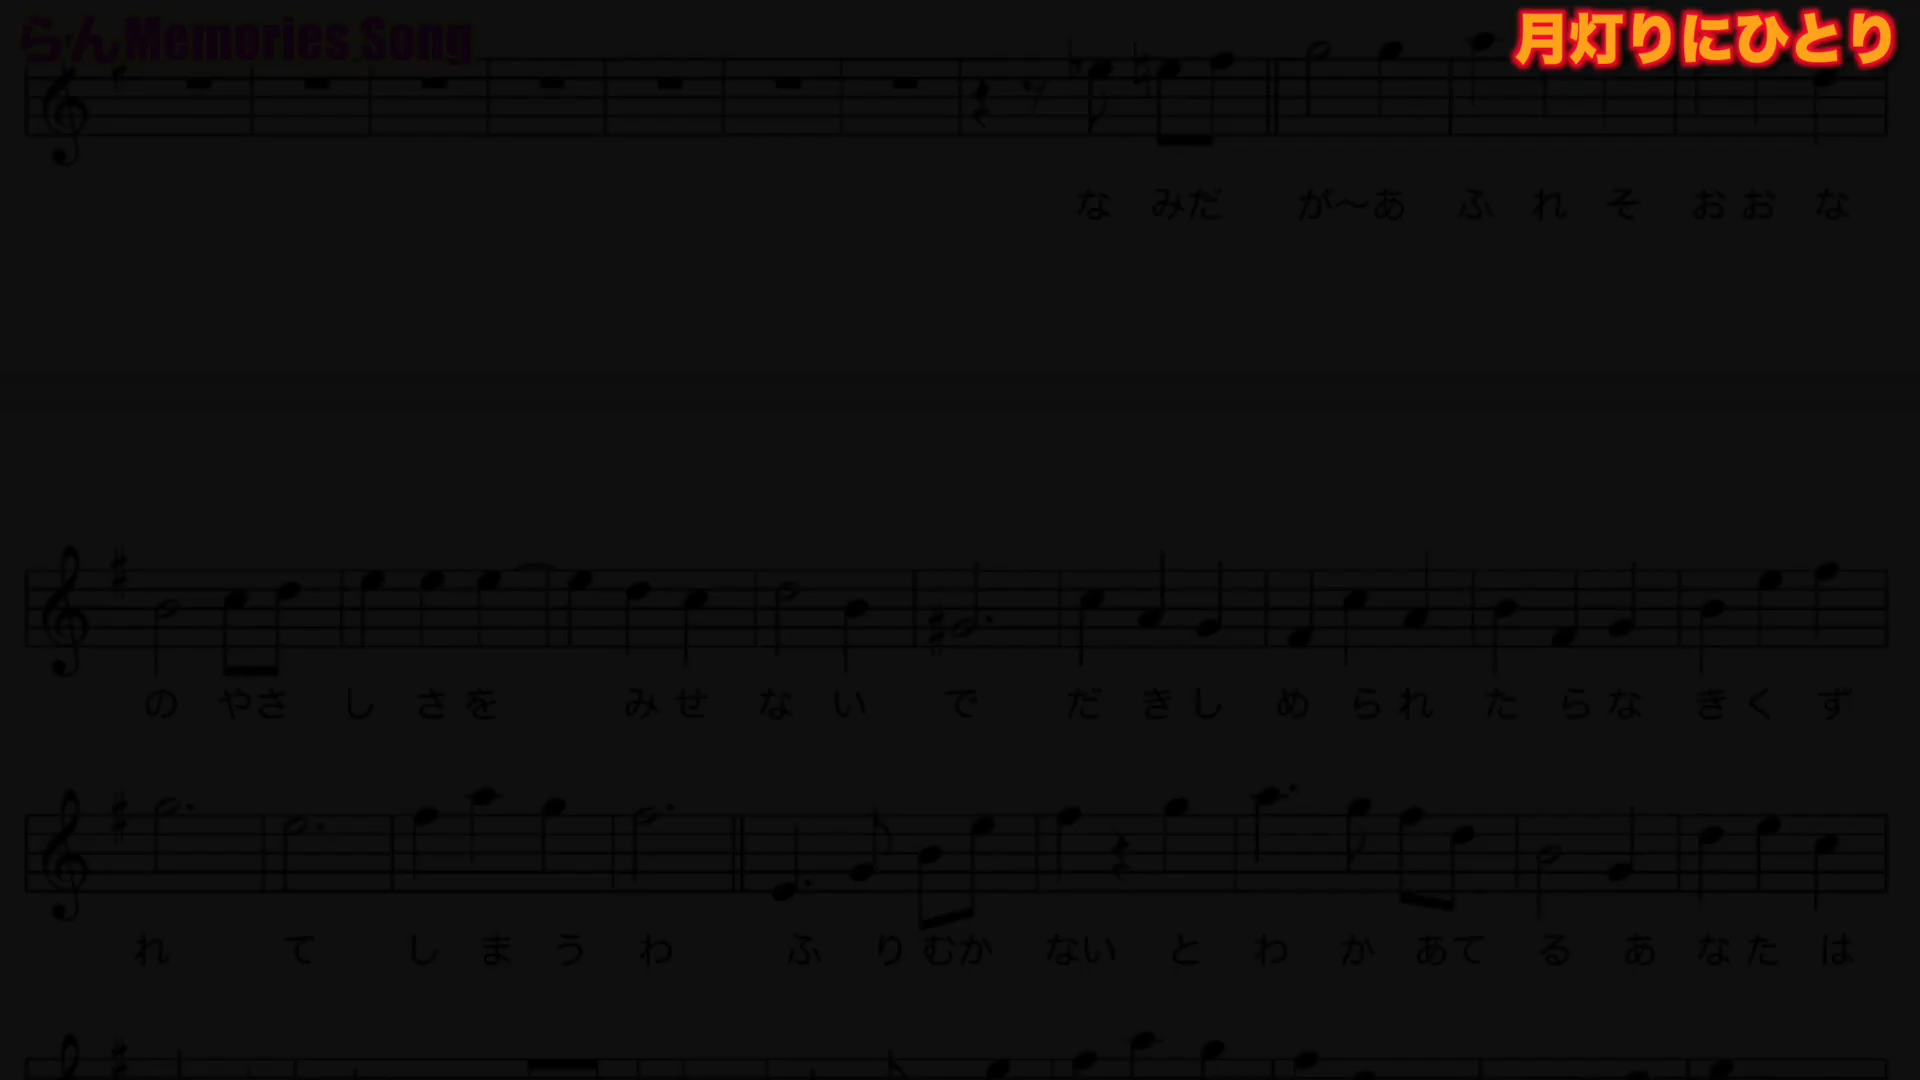 らんMemories Song
月灯りにひとり
な みだ が〜あ ふ れ そ お お な
の やさ し さ を み せ な い で だ き し め ら れ た ら な き く ず
れ て し ま う わ ふ り むか ない と わ か あて る あ な た は